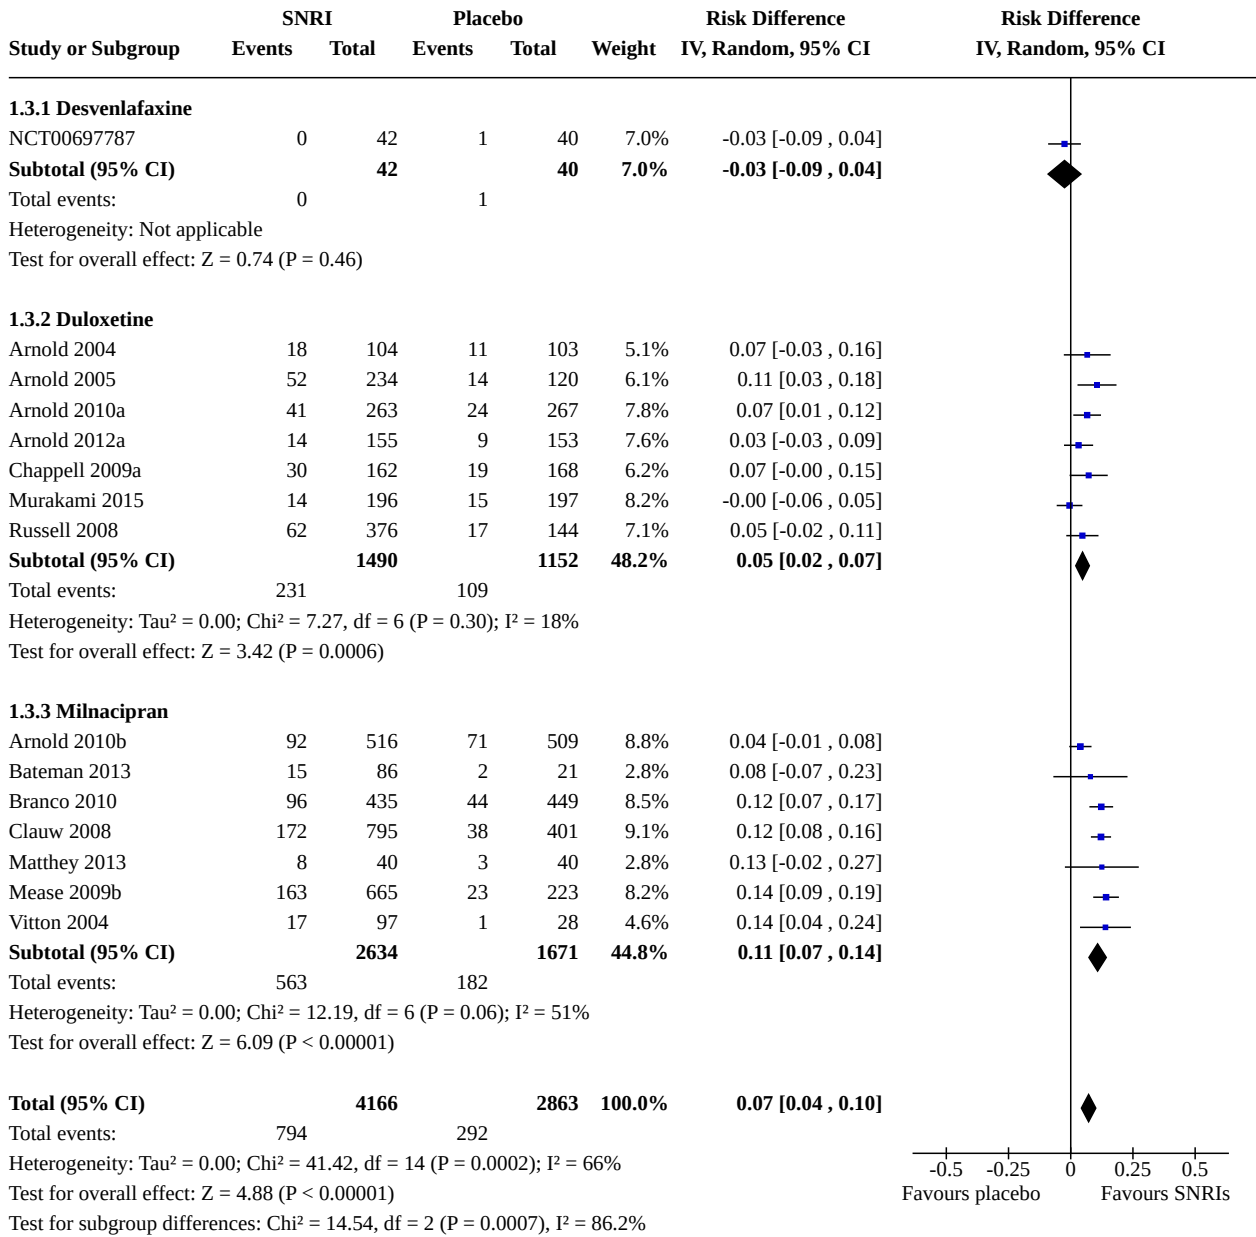 SNRI Placebo Risk Difference Risk Difference
Study or Subgroup Events Total Events Total Weight IV, Random, 95% CI IV, Random, 95% CI
1.3.1 Desvenlafaxine
NCT00697787 0 42 1 40 7.0% -0.03 [-0.09 , 0.04]
Subtotal (95% CI) 42 40 7.0% -0.03 [-0.09 , 0.04]
Total events: 0 1
Heterogeneity: Not applicable
Test for overall effect: Z = 0.74 (P = 0.46)
1.3.2 Duloxetine
Arnold 2004 18 104 11 103 5.1% 0.07 [-0.03 , 0.16]
Arnold 2005 52 234 14 120 6.1% 0.11 [0.03 , 0.18]
Arnold 2010a 41 263 24 267 7.8% 0.07 [0.01 , 0.12]
Arnold 2012a 14 155 9 153 7.6% 0.03 [-0.03 , 0.09]
Chappell 2009a 30 162 19 168 6.2% 0.07 [-0.00 , 0.15]
Murakami 2015 14 196 15 197 8.2% -0.00 [-0.06 , 0.05]
Russell 2008 62 376 17 144 7.1% 0.05 [-0.02 , 0.11]
Subtotal (95% CI) 1490 1152 48.2% 0.05 [0.02 , 0.07]
Total events: 231 109
Heterogeneity: Tau² = 0.00; Chi² = 7.27, df = 6 (P = 0.30); I² = 18%
Test for overall effect: Z = 3.42 (P = 0.0006)
1.3.3 Milnacipran
Arnold 2010b 92 516 71 509 8.8% 0.04 [-0.01 , 0.08]
Bateman 2013 15 86 2 21 2.8% 0.08 [-0.07 , 0.23]
Branco 2010 96 435 44 449 8.5% 0.12 [0.07 , 0.17]
Clauw 2008 172 795 38 401 9.1% 0.12 [0.08 , 0.16]
Matthey 2013 8 40 3 40 2.8% 0.13 [-0.02 , 0.27]
Mease 2009b 163 665 23 223 8.2% 0.14 [0.09 , 0.19]
Vitton 2004 17 97 1 28 4.6% 0.14 [0.04 , 0.24]
Subtotal (95% CI) 2634 1671 44.8% 0.11 [0.07 , 0.14]
Total events: 563 182
Heterogeneity: Tau² = 0.00; Chi² = 12.19, df = 6 (P = 0.06); I² = 51%
Test for overall effect: Z = 6.09 (P < 0.00001)
Total (95% CI) 4166 2863 100.0% 0.07 [0.04 , 0.10]
Total events: 794 292
Heterogeneity: Tau² = 0.00; Chi² = 41.42, df = 14 (P = 0.0002); I² = 66%
Test for overall effect: Z = 4.88 (P < 0.00001)
Test for subgroup differences: Chi² = 14.54, df = 2 (P = 0.0007), I² = 86.2%
-0.5 -0.25 0 0.25 0.5
Favours placebo Favours SNRIs